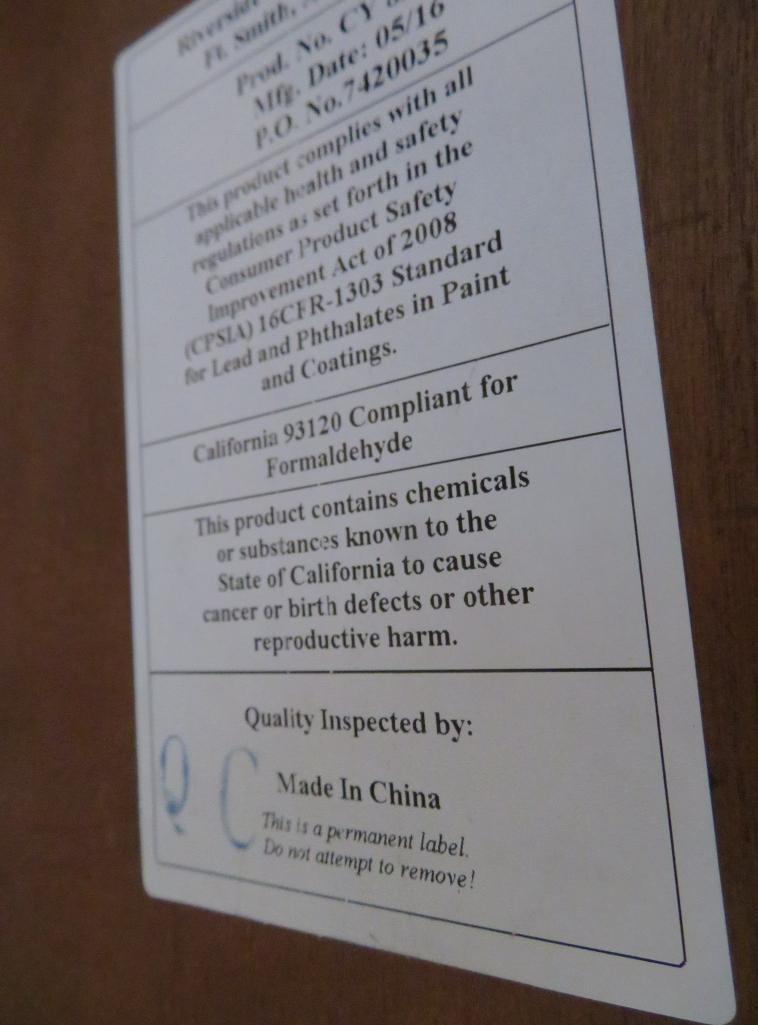 Riverside
Ft. Smith,
Prod. No. CY
Mfg. Date: 05/16
P.O. No.7420035
This product complies with all
applicable health and safety
regulations as set forth in the
Consumer Product Safety
Improvement Act of 2008
(CPSIA) 16CFR-1303 Standard
for Lead and Phthalates in Paint
and Coatings.
California 93120 Compliant for
Formaldehyde
This product contains chemicals
or substances known to the
State of California to cause
cancer or birth defects or other
reproductive harm.
Quality Inspected by:
Q C
Made In China
This is a permanent label.
Do not attempt to remove!